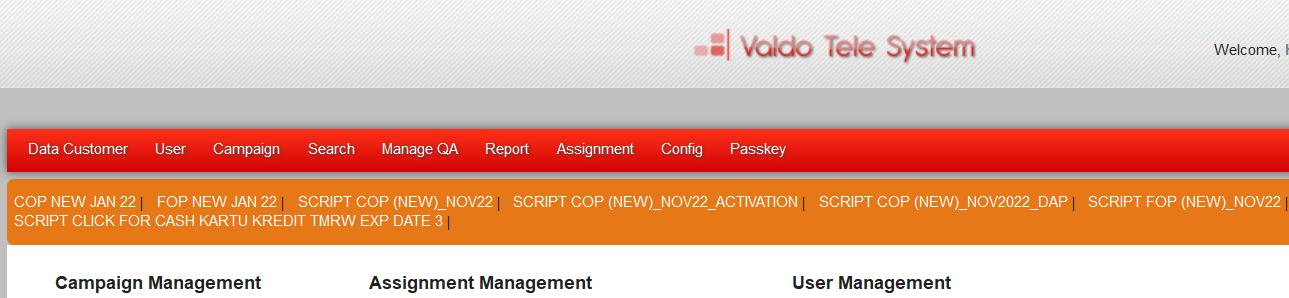 Valdo Tele System
Welcome,
Data Customer User Campaign Search Manage QA Report Assignment Config Passkey
COP NEW JAN 22 | FOP NEW JAN 22 | SCRIPT COP (NEW)_NOV22 | SCRIPT COP (NEW)_NOV22_ACTIVATION | SCRIPT COP (NEW)_NOV2022_DAP | SCRIPT FOP (NEW)_NOV22 |
SCRIPT CLICK FOR CASH KARTU KREDIT TMRW EXP DATE 3 |
Campaign Management Assignment Management User Management